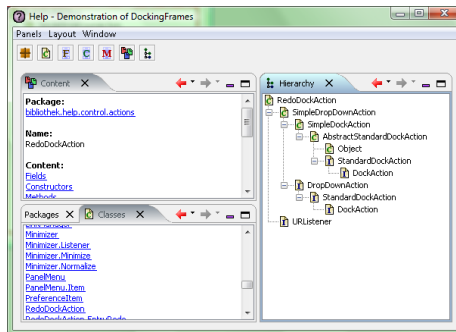 Help - Demonstration of DockingFrames
Panels Layout Window
F C M
Content
Package:
bibliothek.help.control.actions
Name:
RedoDockAction
Content:
Fields
Constructors
Methods
Packages
Classes
Minimizer
Minimizer.Listener
Minimizer.Minimize
Minimizer.Normalize
PanelMenu
PanelMenu.Item
PreferenceItem
RedoDockAction
RedoDockAction.EntryRedo
Hierarchy
RedoDockAction
SimpleDropDownAction
SimpleDockAction
AbstractStandardDockAction
Object
StandardDockAction
DockAction
DropDownAction
StandardDockAction
DockAction
URListener